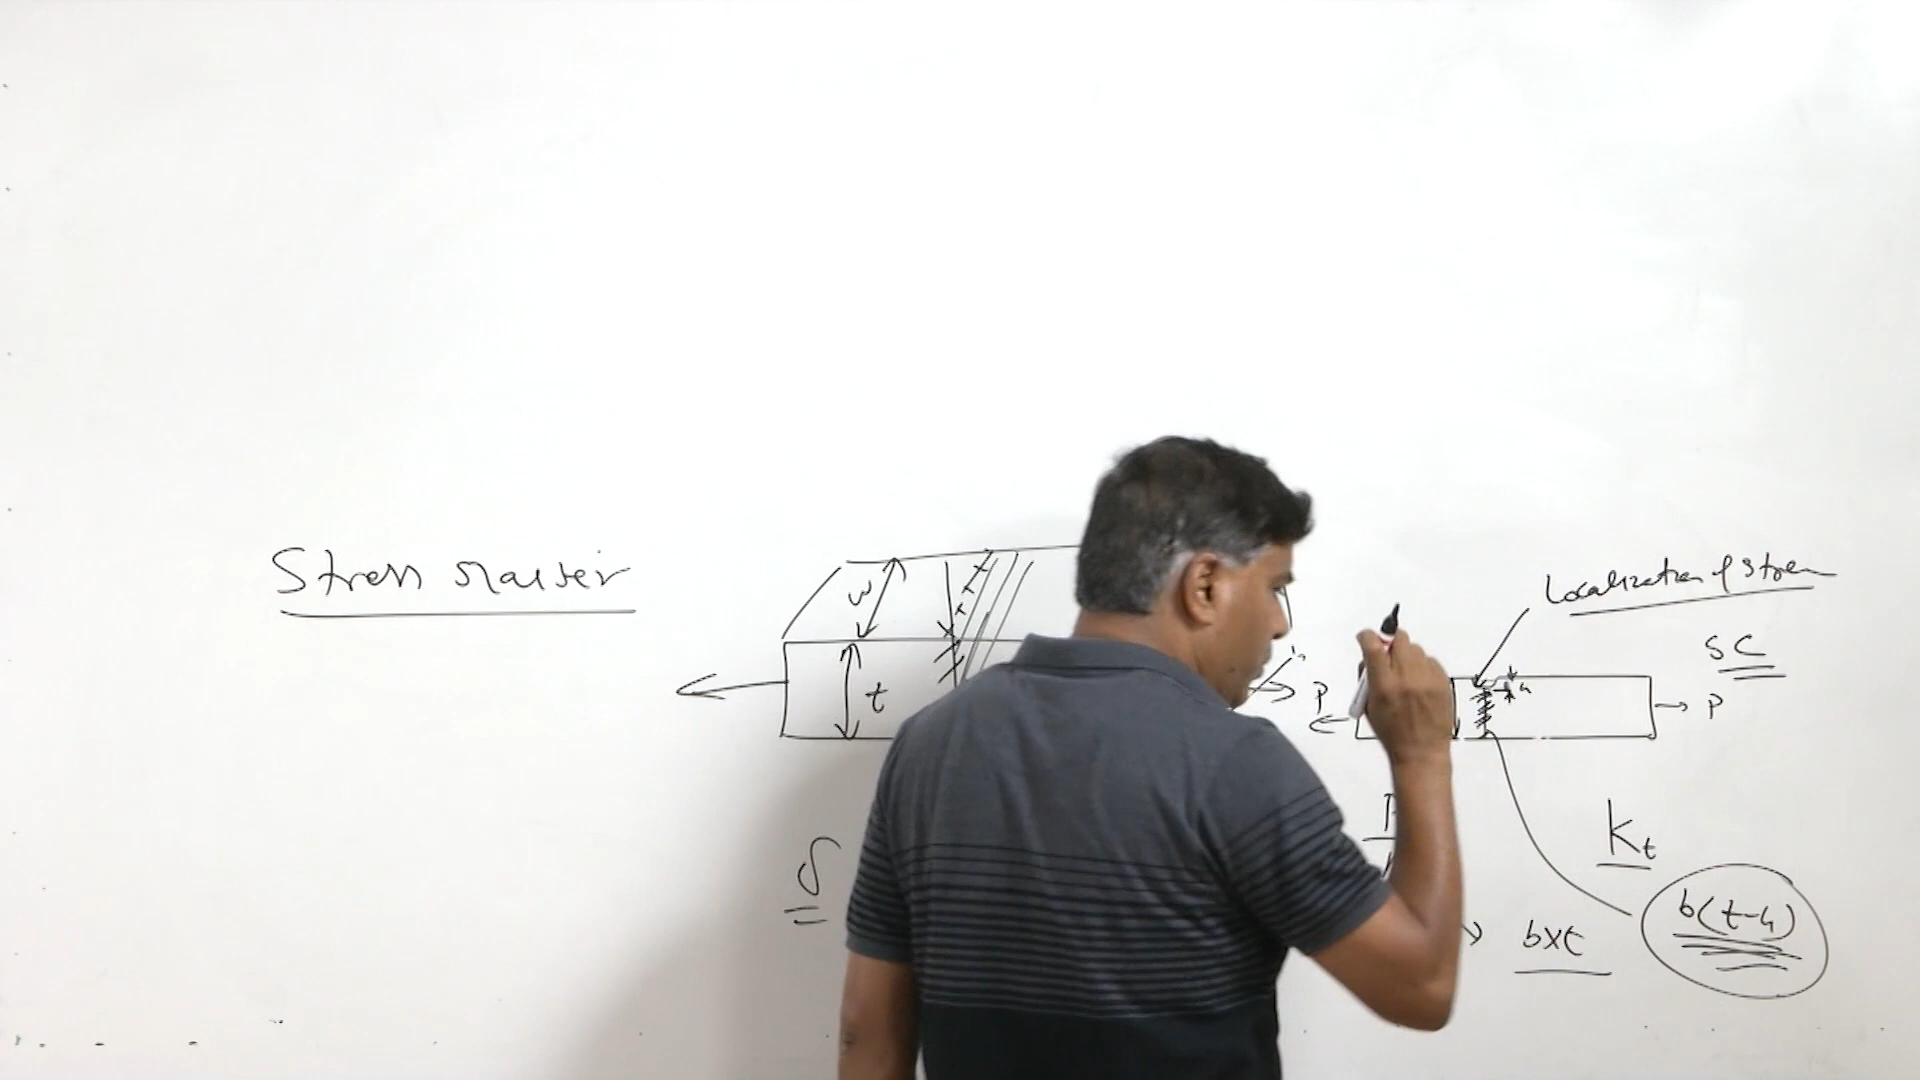 Stress raiser
w
t
Localization of Stress
SC
P
P
h
Kt
b(t-h)
bxt